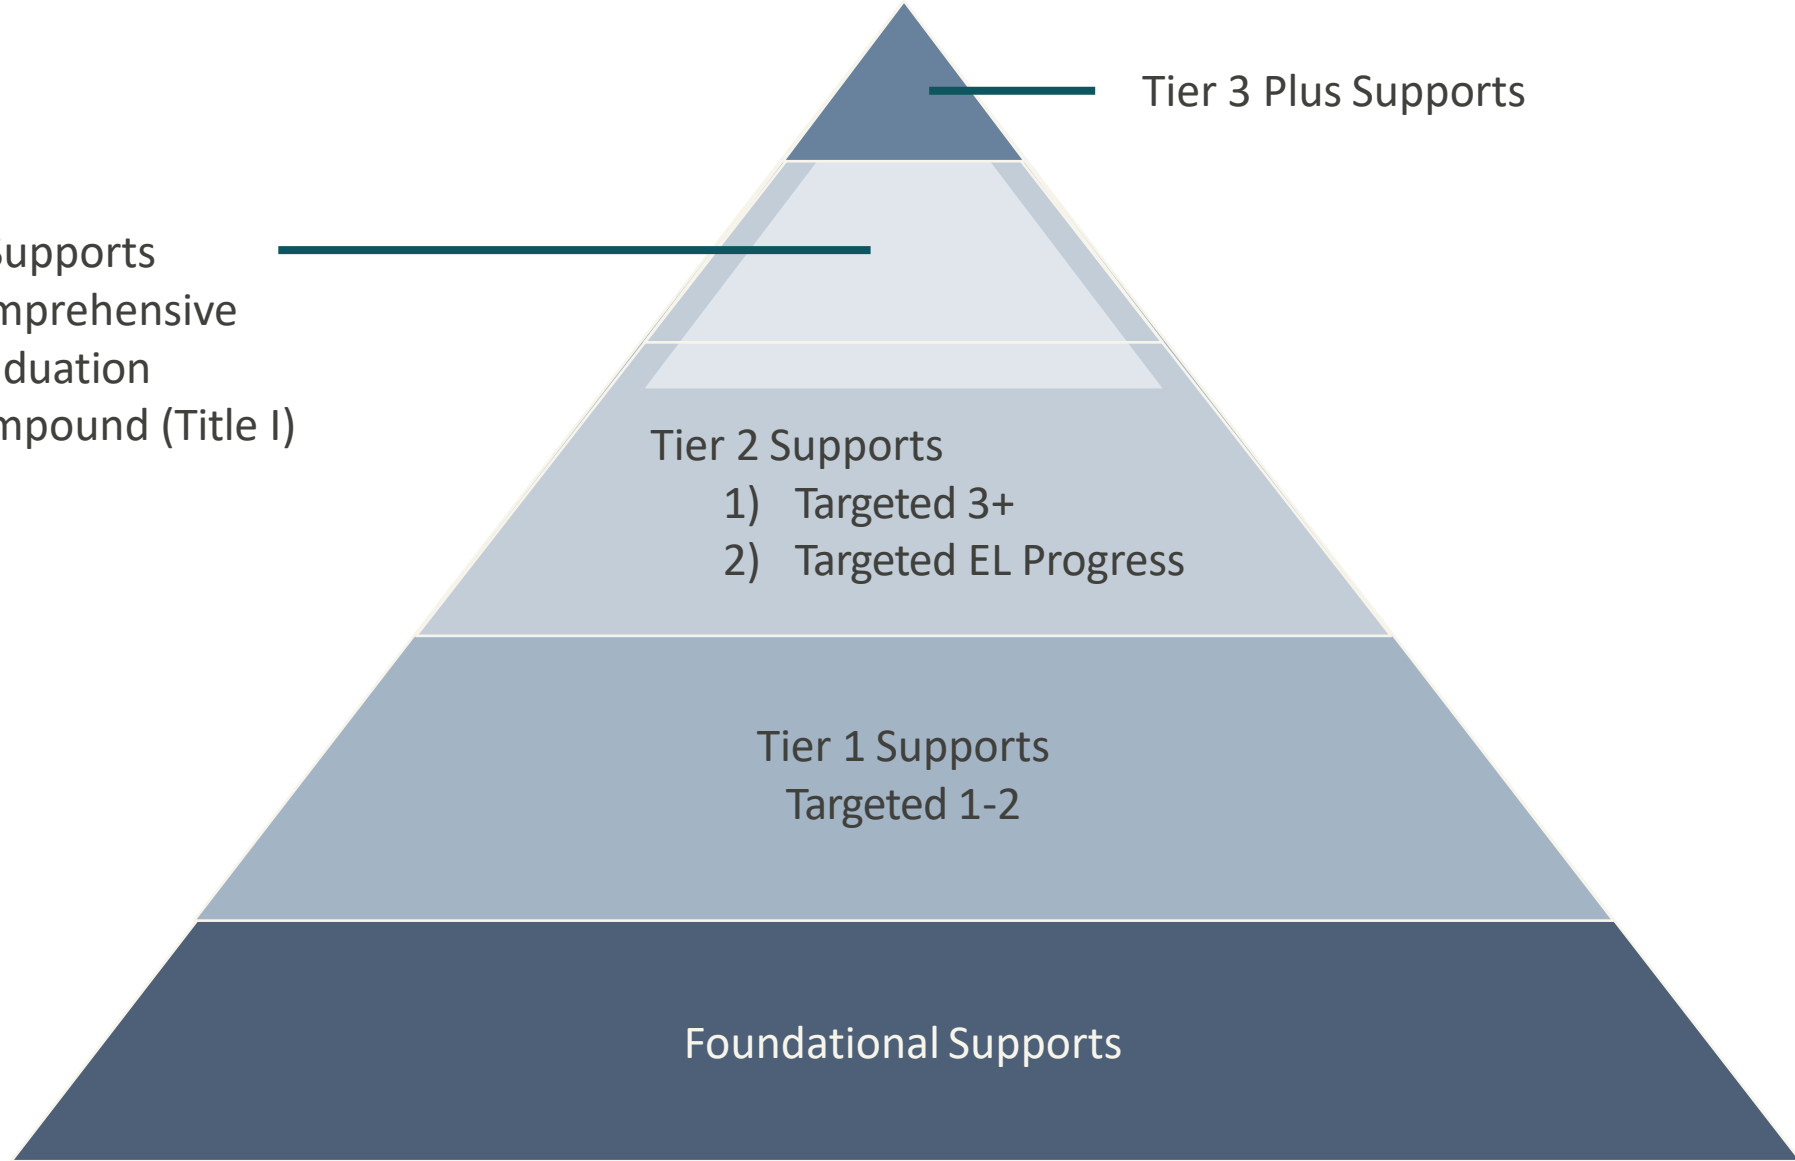 Tier 3 Plus Supports
Supports
mprehensive
duation
mpound (Title I)
Tier 2 Supports
1) Targeted 3+
2) Targeted EL Progress
Tier 1 Supports
Targeted 1-2
Foundational Supports